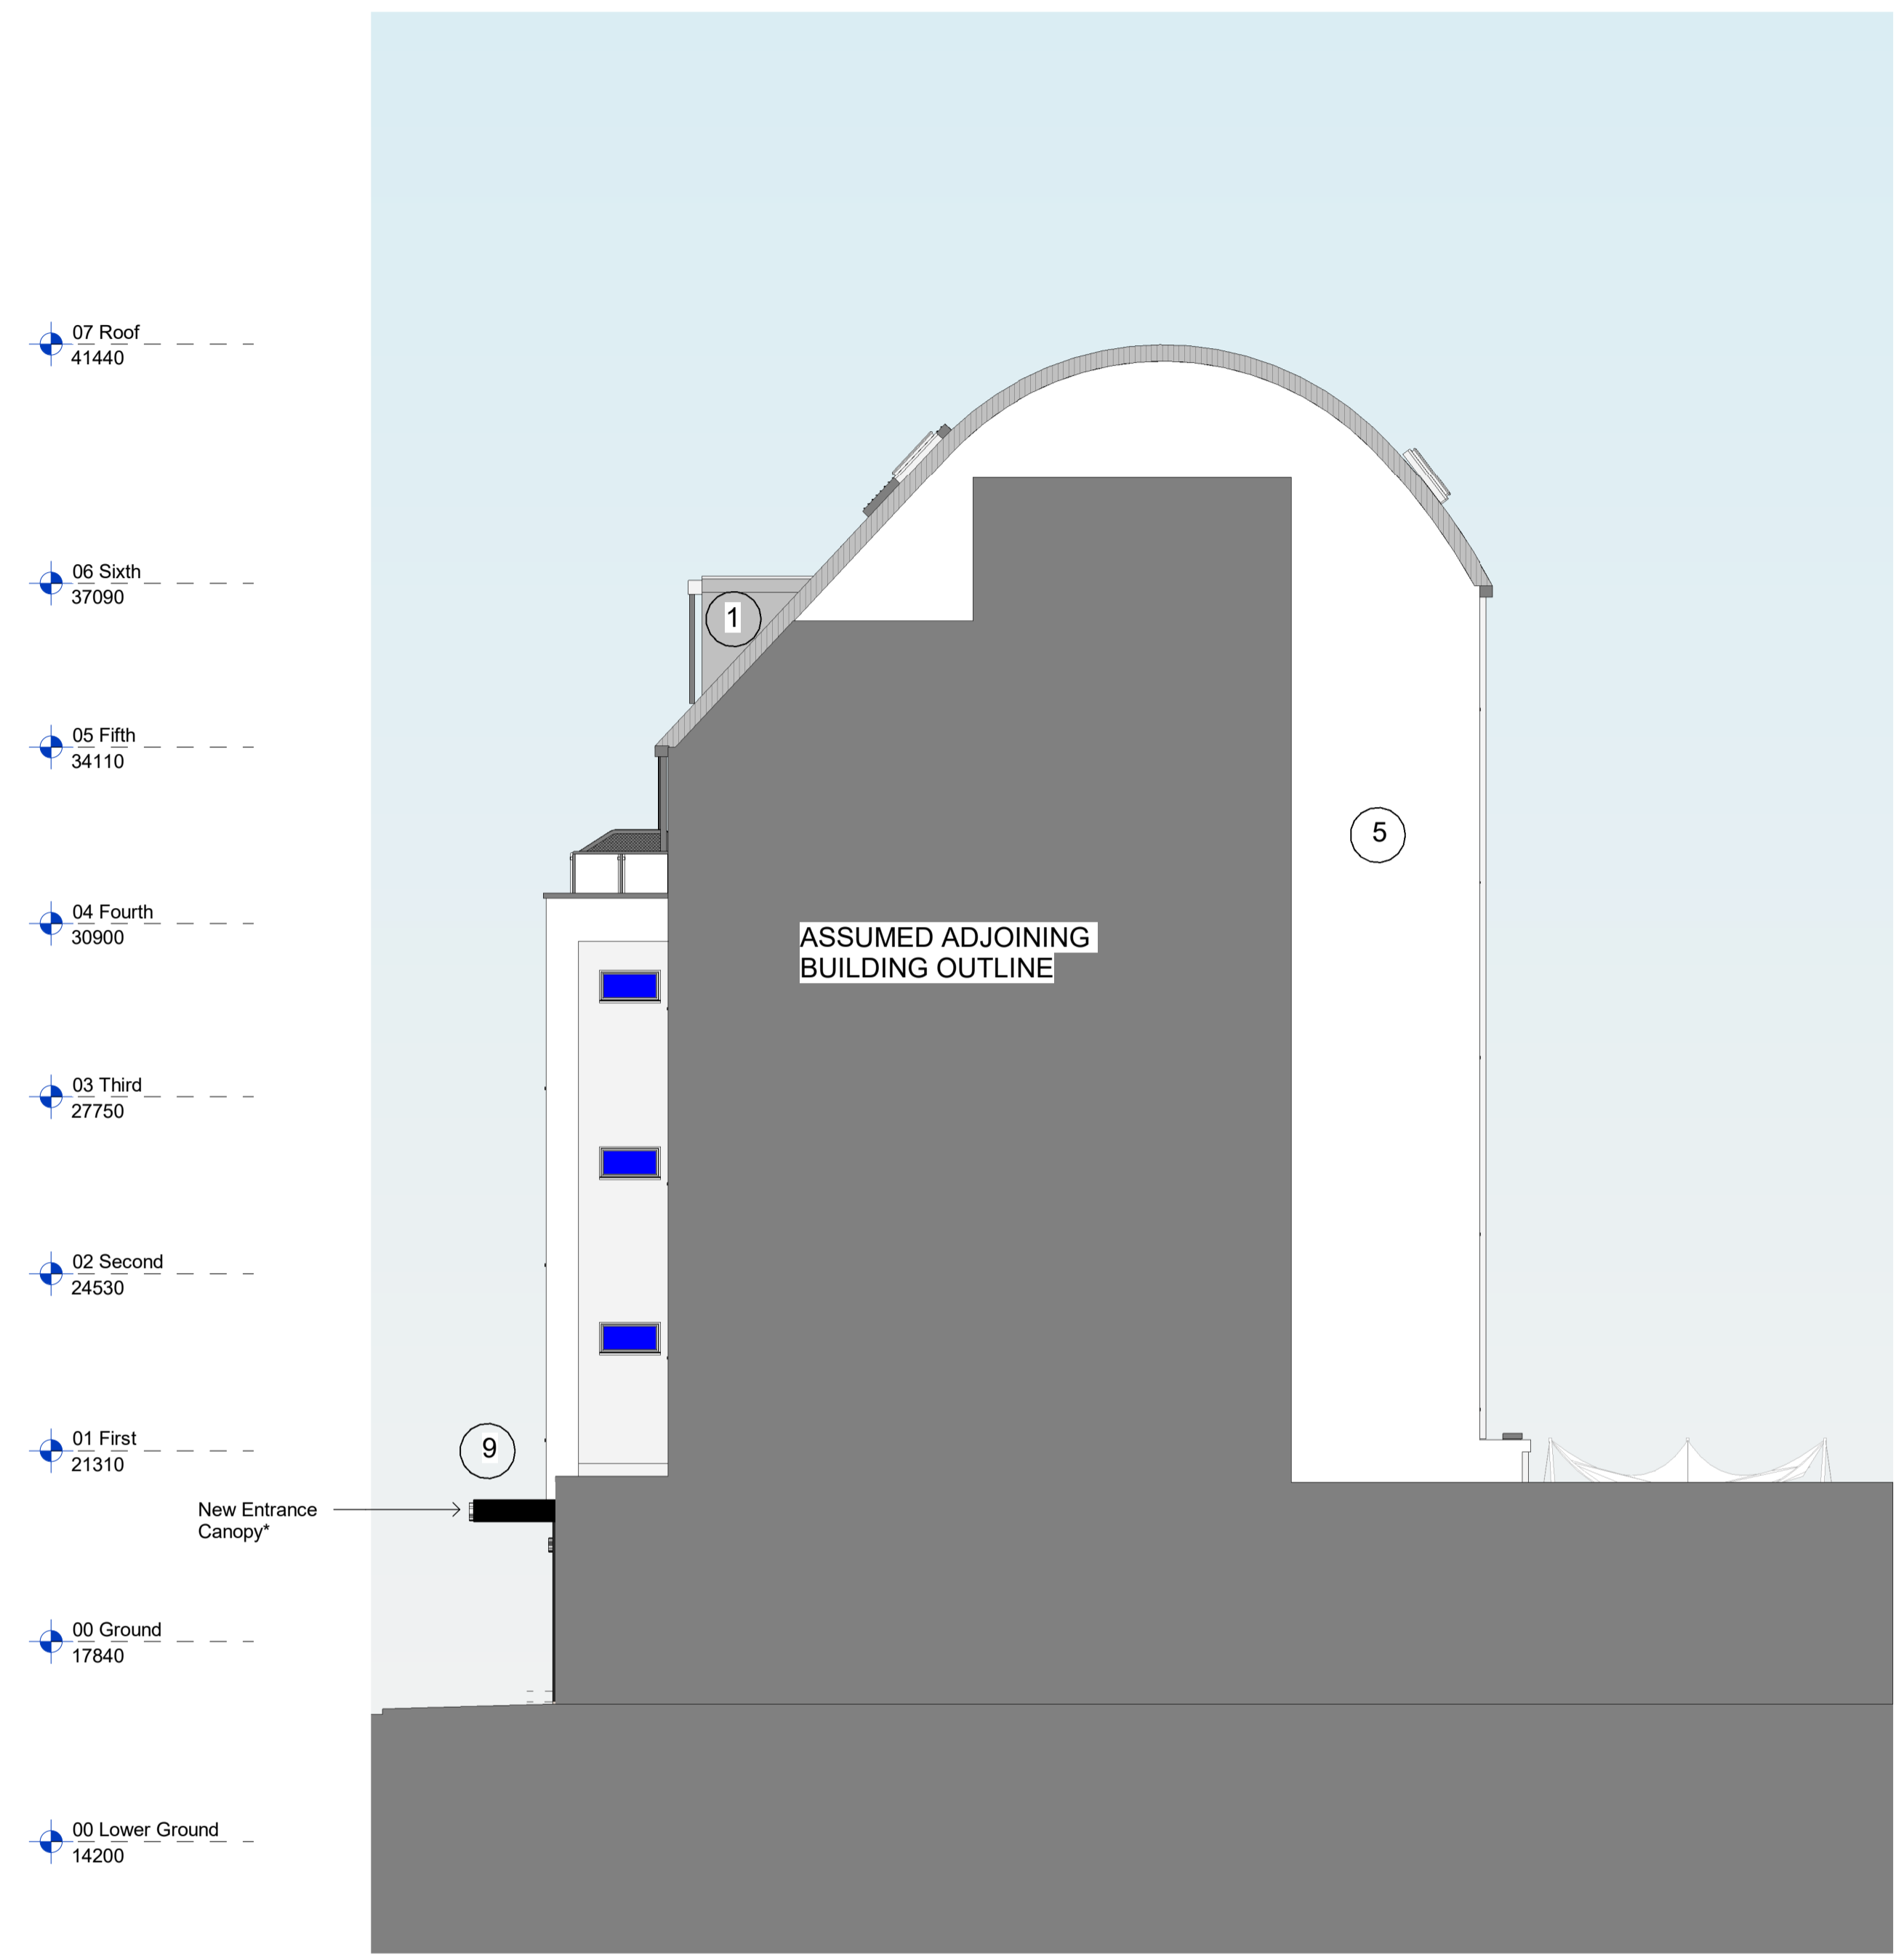 07 Roof
41440
06 Sixth
37090
1
05 Fifth
34110
5
04 Fourth
30900
ASSUMED ADJOINING
BUILDING OUTLINE
03 Third
27750
02 Second
24530
01 First
21310
9
New Entrance
Canopy*
00 Ground
17840
00 Lower Ground
14200